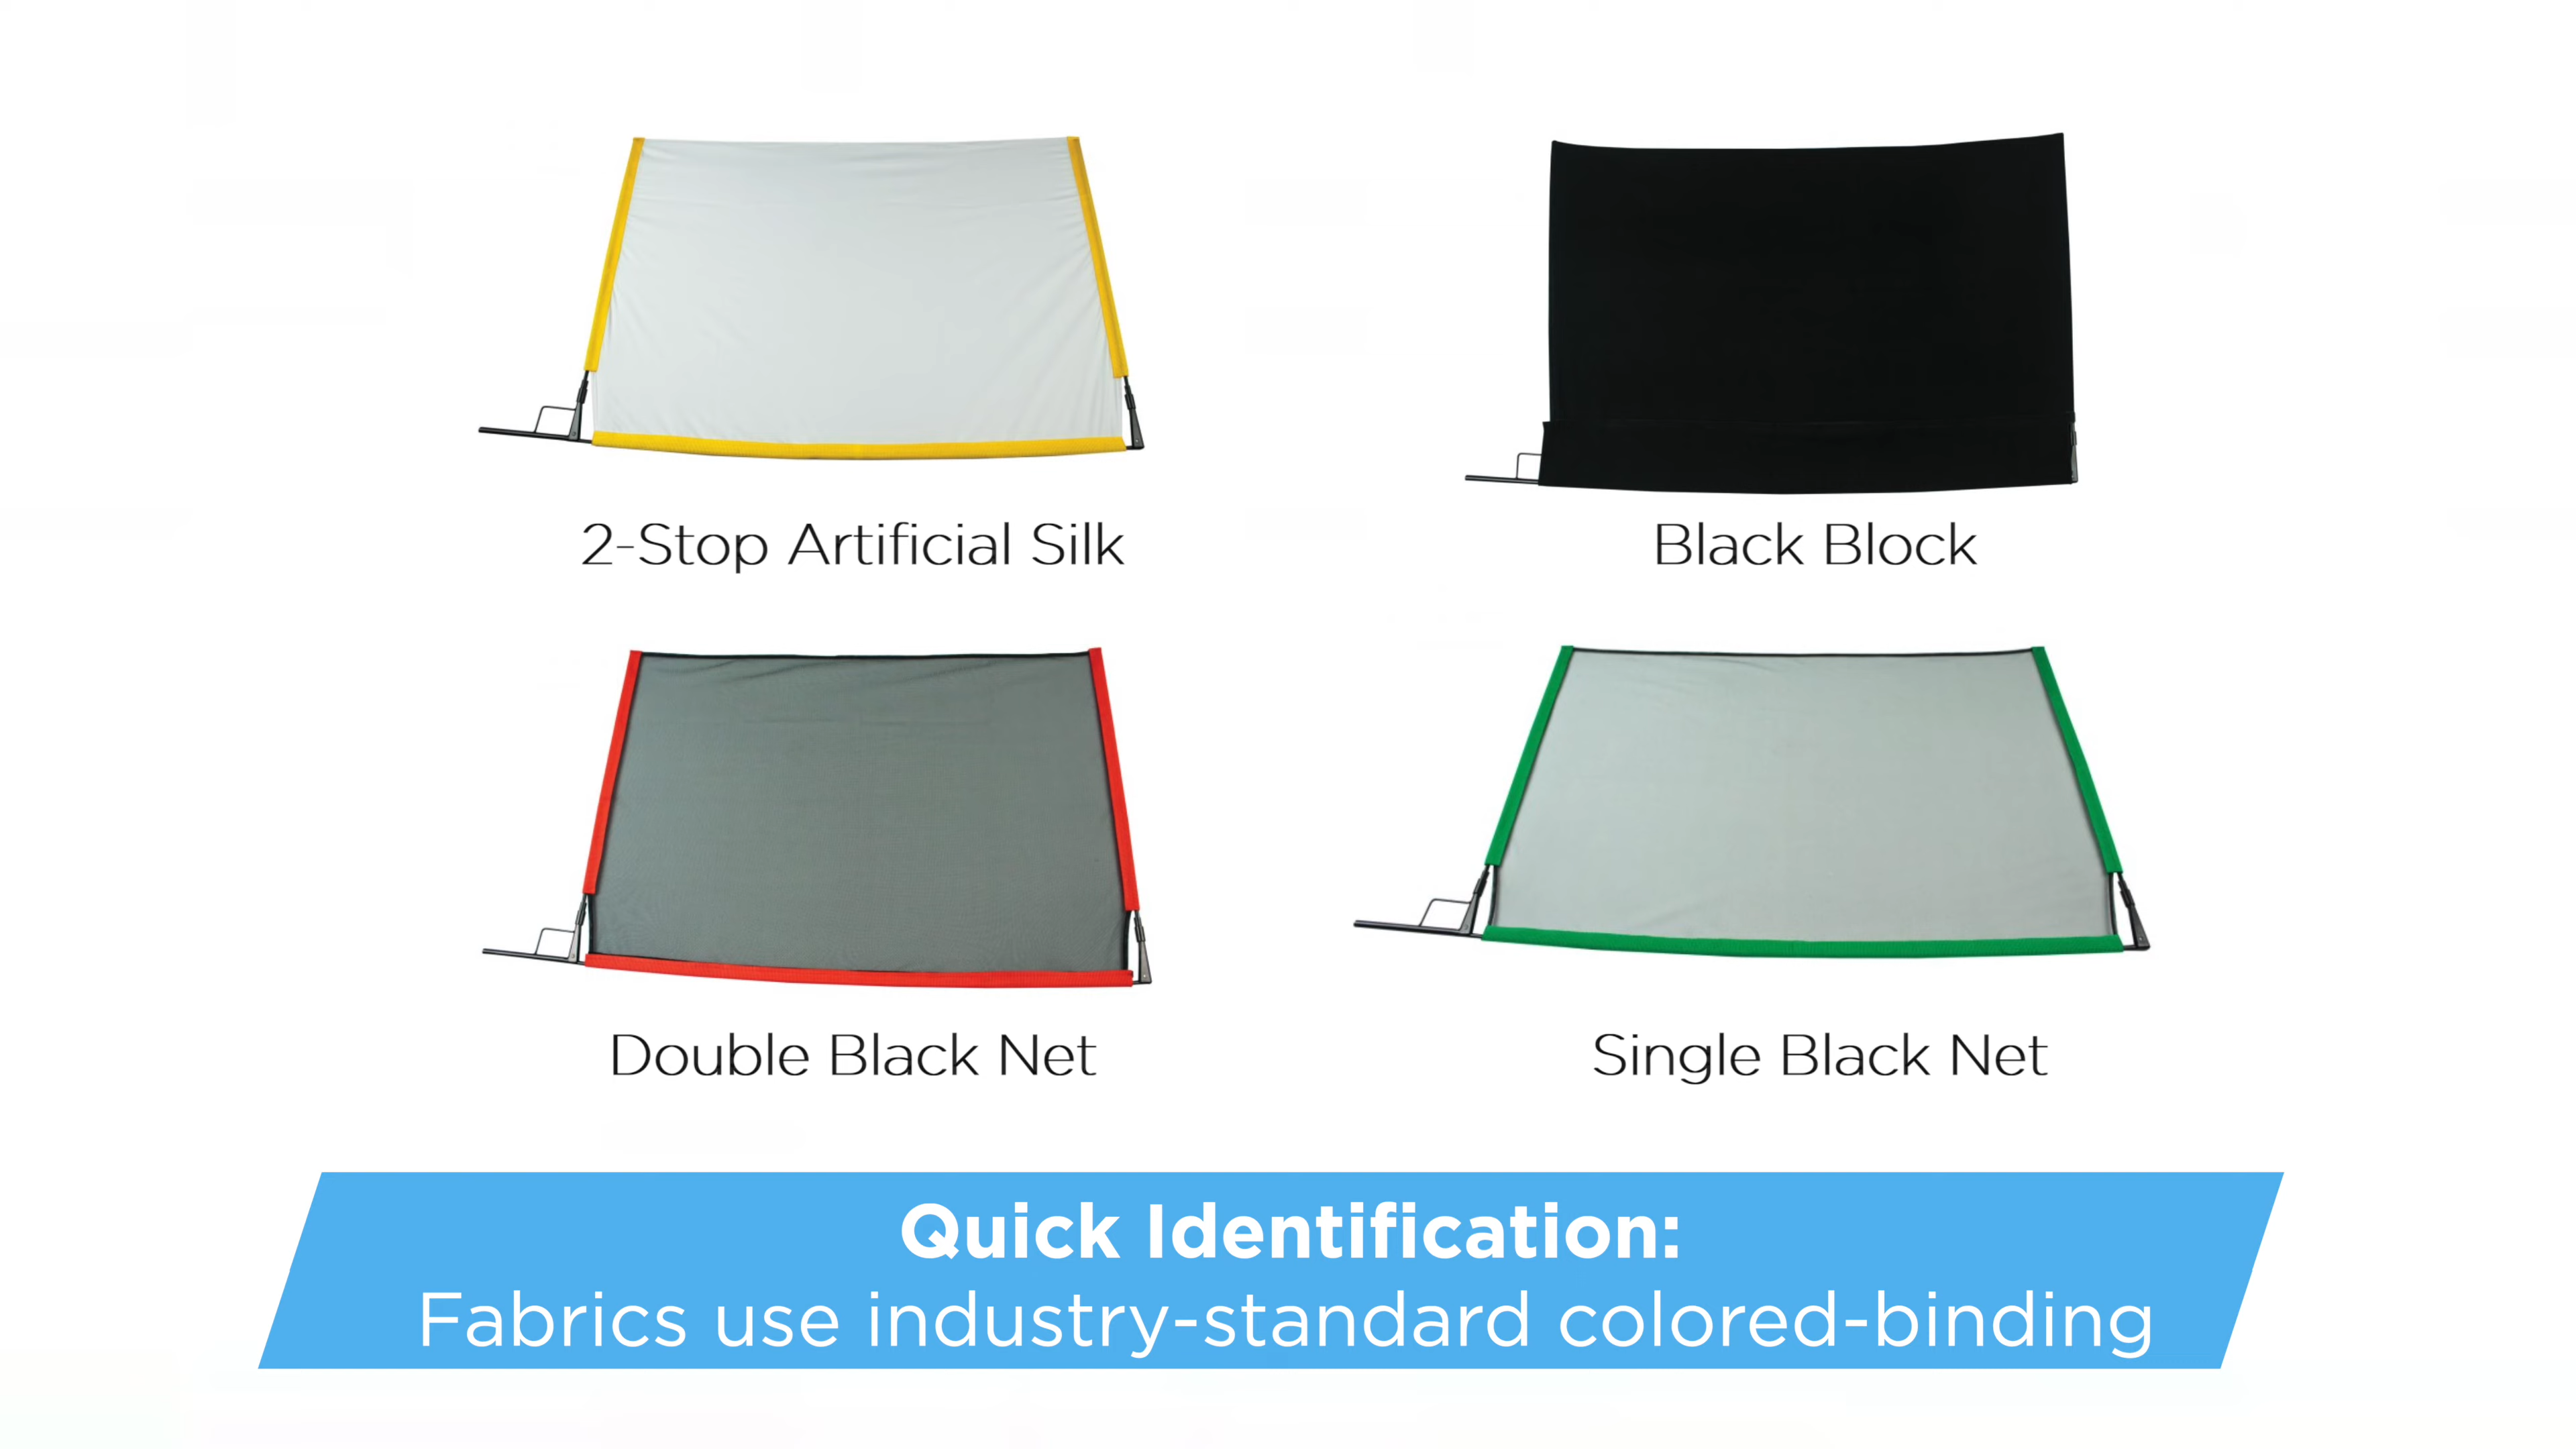 2-Stop Artificial Silk
Black Block
Double Black Net
Single Black Net
Quick Identification:
Fabrics use industry-standard colored-binding